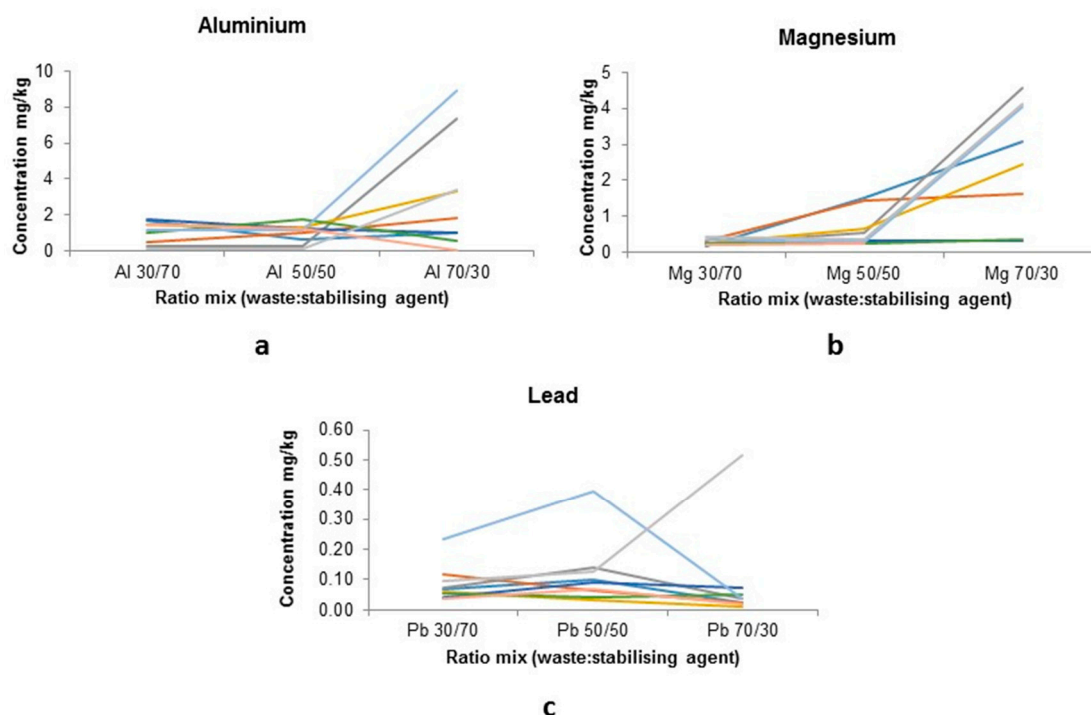 Aluminium
Concentration mg/kg
10
8
6
4
2
0
Al 30/70 Al 50/50 Al 70/30
Ratio mix (waste:stabilising agent)
a
Magnesium
Concentration mg/kg
5
4
3
2
1
0
Mg 30/70 Mg 50/50 Mg 70/30
Ratio mix (waste:stabilising agent)
b
Lead
Concentration mg/kg
0.60
0.50
0.40
0.30
0.20
0.10
0.00
Pb 30/70 Pb 50/50 Pb 70/30
Ratio mix (waste:stabilising agent)
c